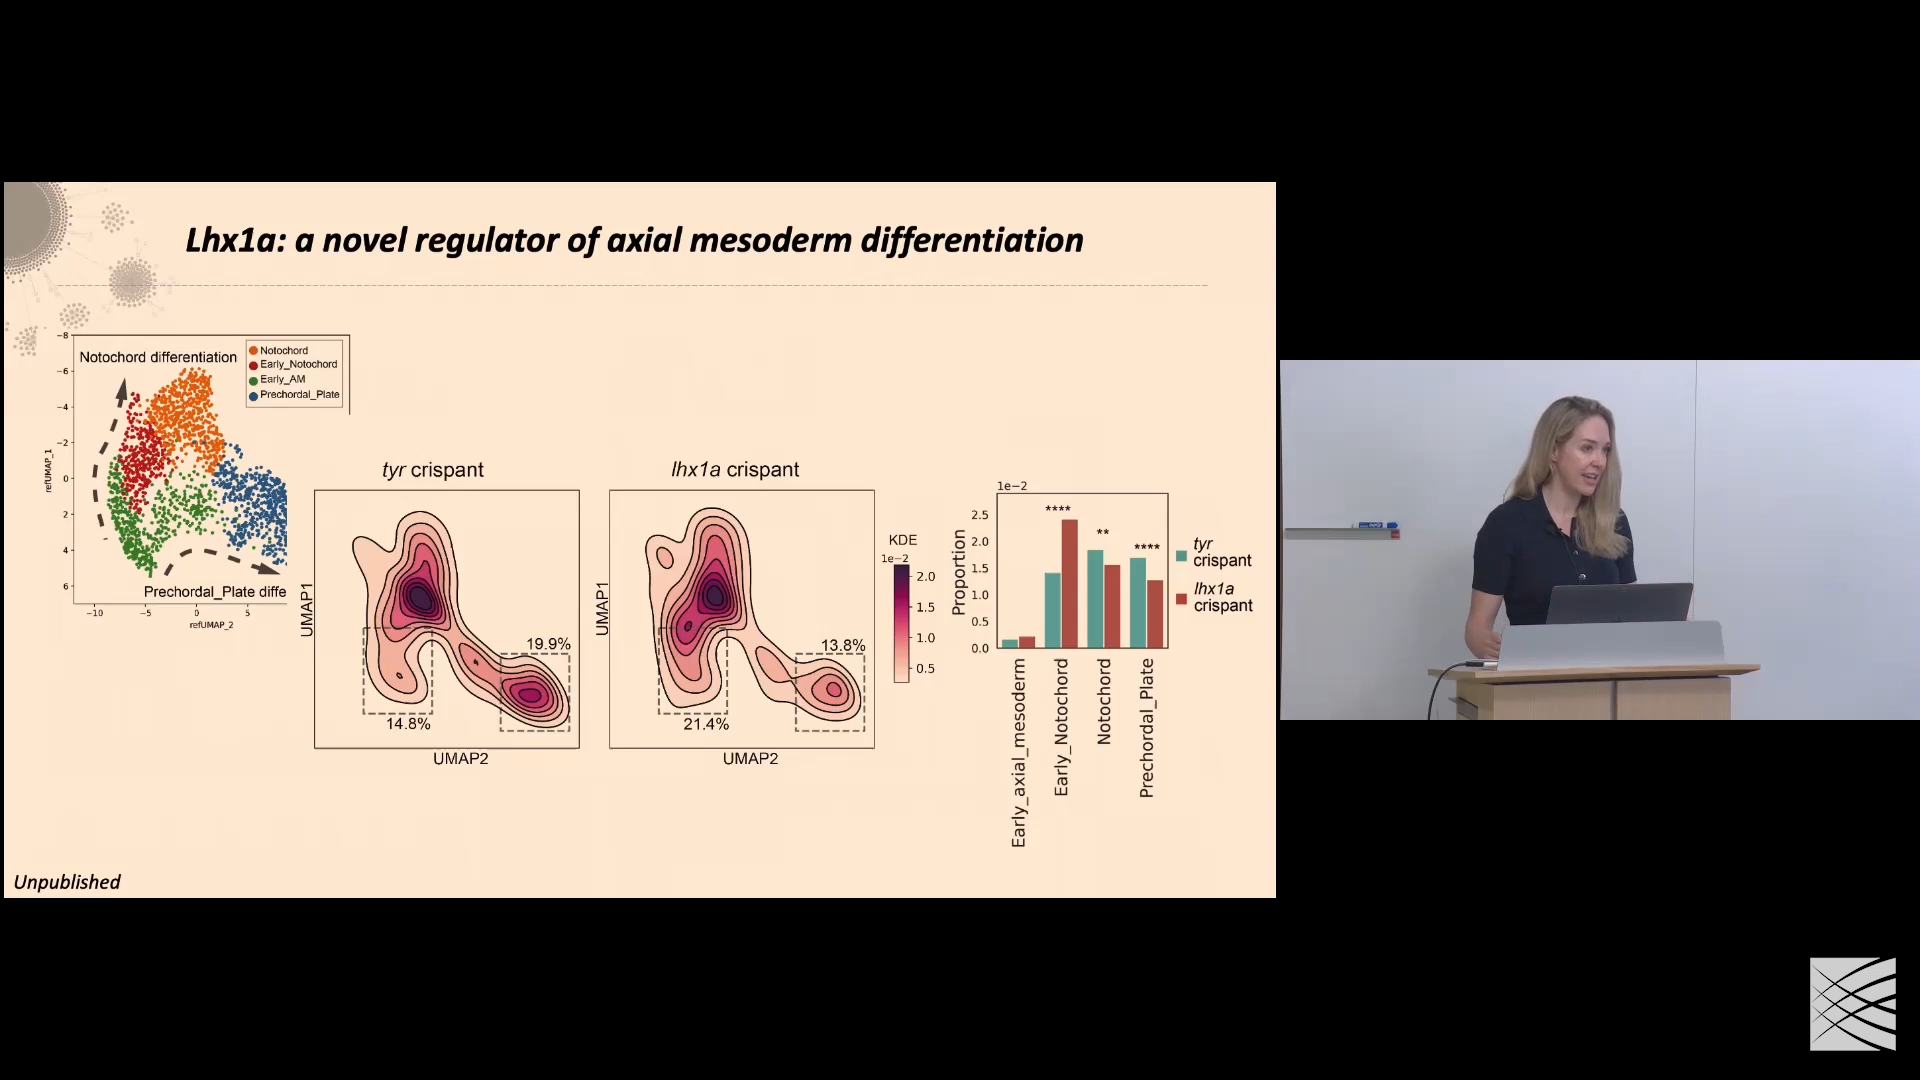 Lhx1a: a novel regulator of axial mesoderm differentiation
Notochord differentiation
Notochord
Early_Notochord
Early_AM
Prechordal_Plate
−8
−6
−4
−2
0
2
4
6
refUMAP_1
−10
−5
0
5
refUMAP_2
Prechordal_Plate diffe
tyr crispant
UMAP1
19.9%
14.8%
UMAP2
lhx1a crispant
UMAP1
13.8%
21.4%
UMAP2
KDE
1e−2
2.0
1.5
1.0
0.5
1e−2
Proportion
2.5
2.0
1.5
1.0
0.5
0.0
****
**
****
Early_axial_mesoderm
Early_Notochord
Notochord
Prechordal_Plate
tyr
crispant
lhx1a
crispant
Unpublished